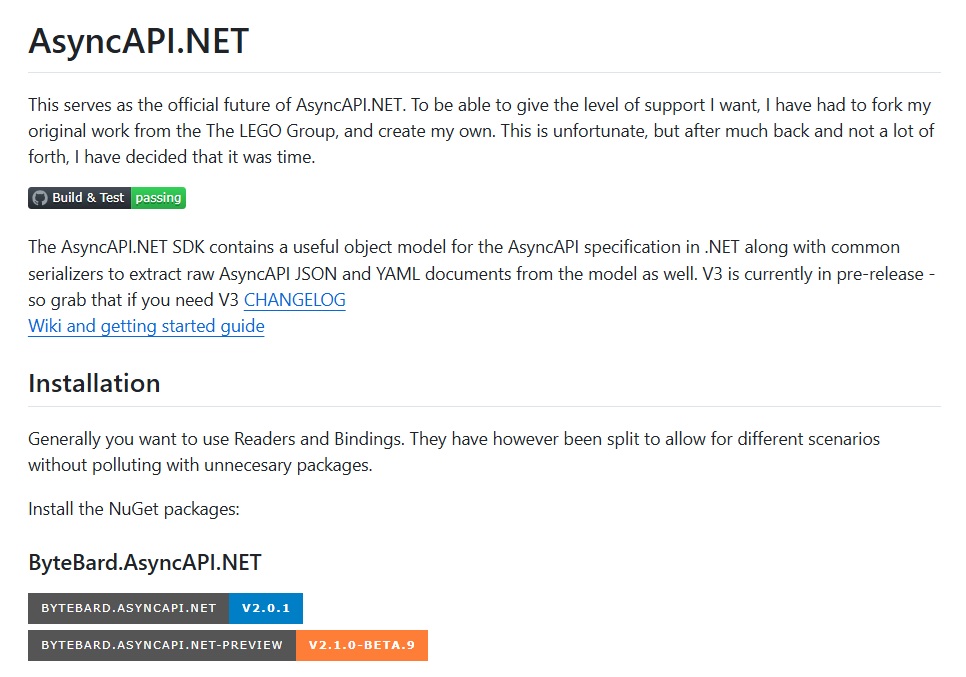 AsyncAPI.NET
This serves as the official future of AsyncAPI.NET. To be able to give the level of support I want, I have had to fork my
original work from the The LEGO Group, and create my own. This is unfortunate, but after much back and not a lot of
forth, I have decided that it was time.
Build & Test passing
The AsyncAPI.NET SDK contains a useful object model for the AsyncAPI specification in .NET along with common
serializers to extract raw AsyncAPI JSON and YAML documents from the model as well. V3 is currently in pre-release -
so grab that if you need V3 CHANGELOG
Wiki and getting started guide
Installation
Generally you want to use Readers and Bindings. They have however been split to allow for different scenarios
without polluting with unnecesary packages.
Install the NuGet packages:
ByteBard.AsyncAPI.NET
BYTEBARD.ASYNCAPI.NET V2.0.1
BYTEBARD.ASYNCAPI.NET-PREVIEW V2.1.0-BETA.9